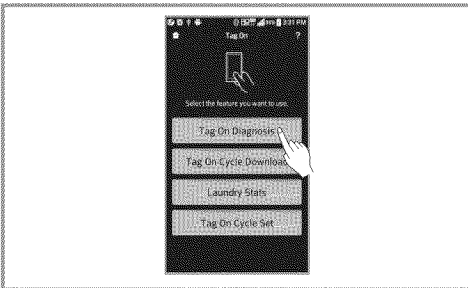 3:31 PM
Tag On
?
Select the feature you want to use.
Tag On Diagnosis
Tag On Cycle Download
Laundry Stats
Tag On Cycle Set